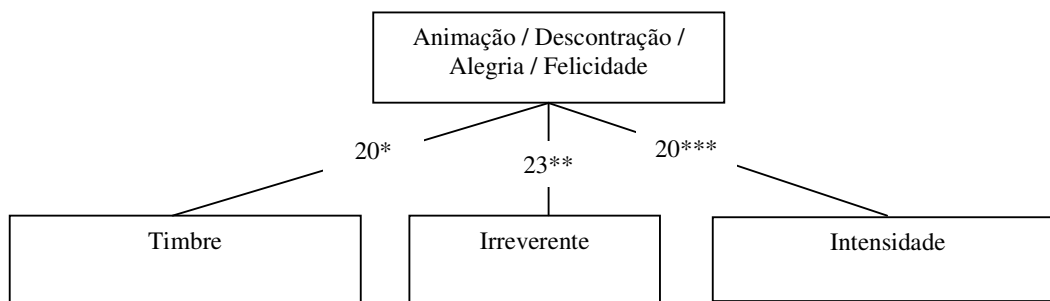 Animação / Descontração /
Alegria / Felicidade
20*
23**
20***
Timbre
Irreverente
Intensidade